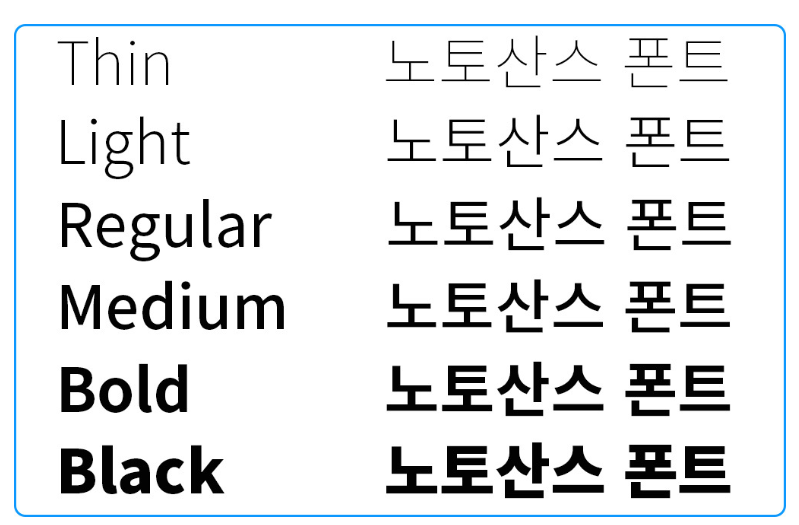 Thin 노토산스 폰트
Light 노토산스 폰트
Regular 노토산스 폰트
Medium 노토산스 폰트
Bold 노토산스 폰트
Black 노토산스 폰트